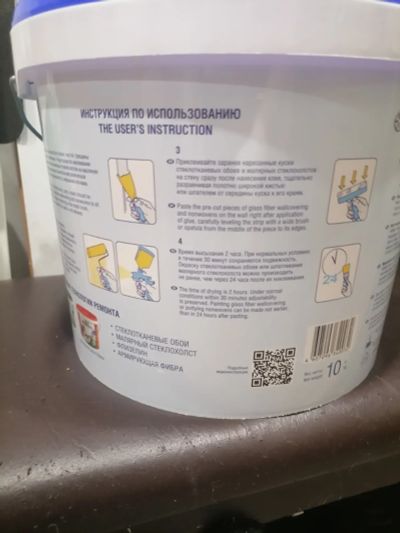 ИНСТРУКЦИЯ ПО ИСПОЛЬЗОВАНИЮ
THE USER'S INSTRUCTION
3
Приклеивайте заранее нарезанные куски
стеклотканевых обоев и малярных стеклохолстов
на стену сразу после нанесения клея, тщательно
разравнивая полотно широкой кистью
или шпателем от середины куска к его краям.
Paste the pre-cut pieces of glass fiber wallcovering
and nonwovens on the wall right after application
of glue, carefully leveling the strip with a wide brush
or spatula from the middle of the piece to its edges.
4
Время высыхания 2 часа. При нормальных условиях
в течение 30 минут сохраняется подвижность.
Окраску стеклотканевых обоев или шпатлевание
малярного стеклохолста можно производить
не ранее, чем через 24 часа после их наклеивания.
The time of drying is 2 hours. Under normal
conditions within 30 minutes adjustability
is preserved. Painting glass fiber wallcovering
or puttying nonwovens can be made not earlier,
than in 24 hours after pasting.
РЕМОНТА
• СТЕКЛОТКАНЕВЫЕ ОБОИ
• МАЛЯРНЫЙ СТЕКЛОХОЛСТ
• ФЛИЗЕЛИН
• АРМИРУЮЩАЯ ФИБРА
Подробные
видеоинструкции
10